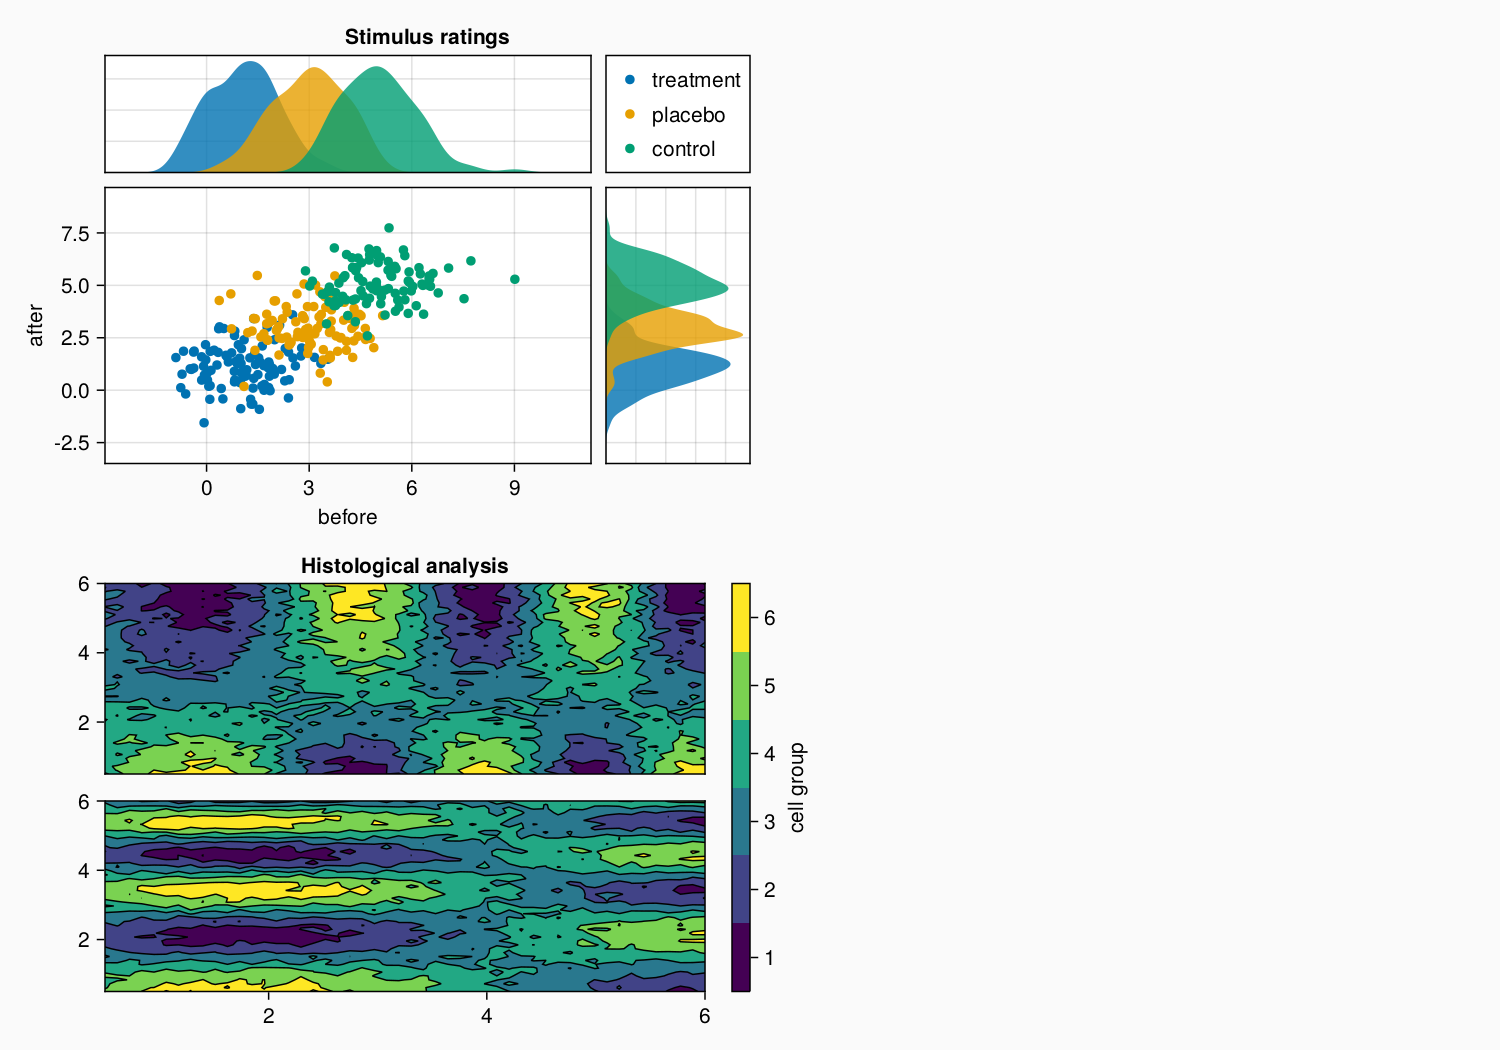 Stimulus ratings
treatment
placebo
control
after
7.5
5.0
2.5
0.0
-2.5
0 3 6 9
before
Histological analysis
6
4
2
6
4
2
2 4 6
6
5
4
3
2
1
cell group